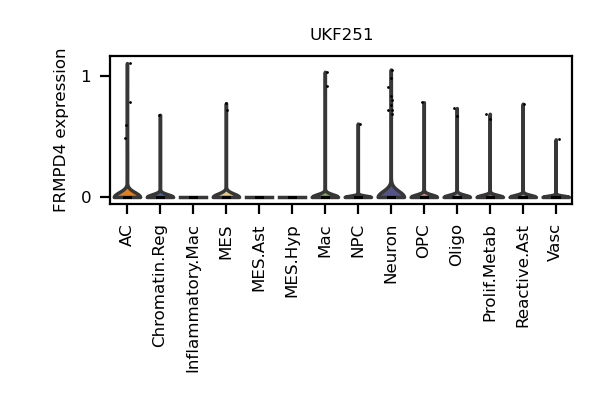 UKF251
FRMPD4 expression
1
0
AC
Chromatin.Reg
Inflammatory.Mac
MES
MES.Ast
MES.Hyp
Mac
NPC
Neuron
OPC
Oligo
Prolif.Metab
Reactive.Ast
Vasc